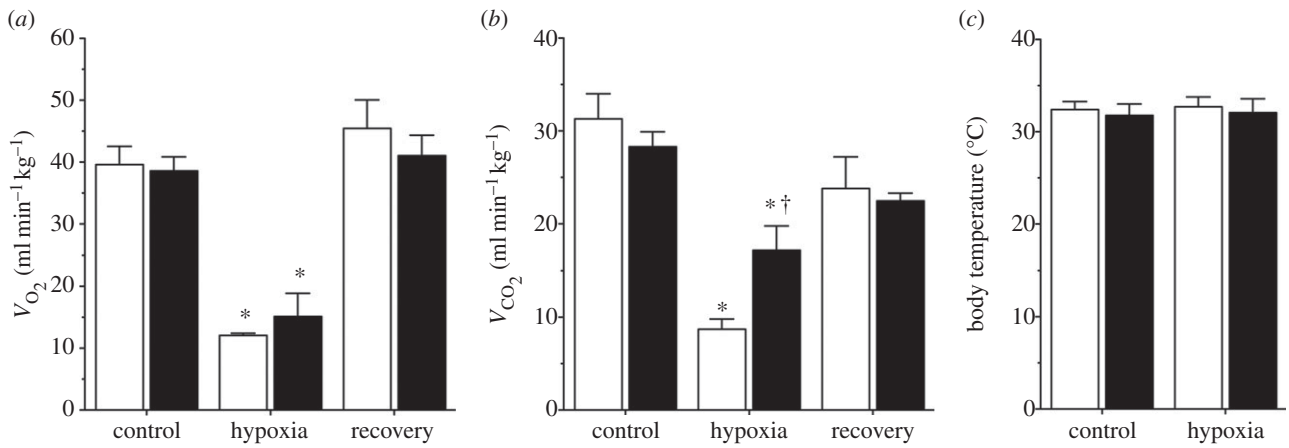 (a)
V_O2 (ml min⁻¹ kg⁻¹)
60
50
40
30
20
10
0
*
*
control hypoxia recovery
(b)
V_CO2 (ml min⁻¹ kg⁻¹)
40
30
20
10
0
*
* †
control hypoxia recovery
(c)
body temperature (°C)
40
30
20
10
0
control hypoxia